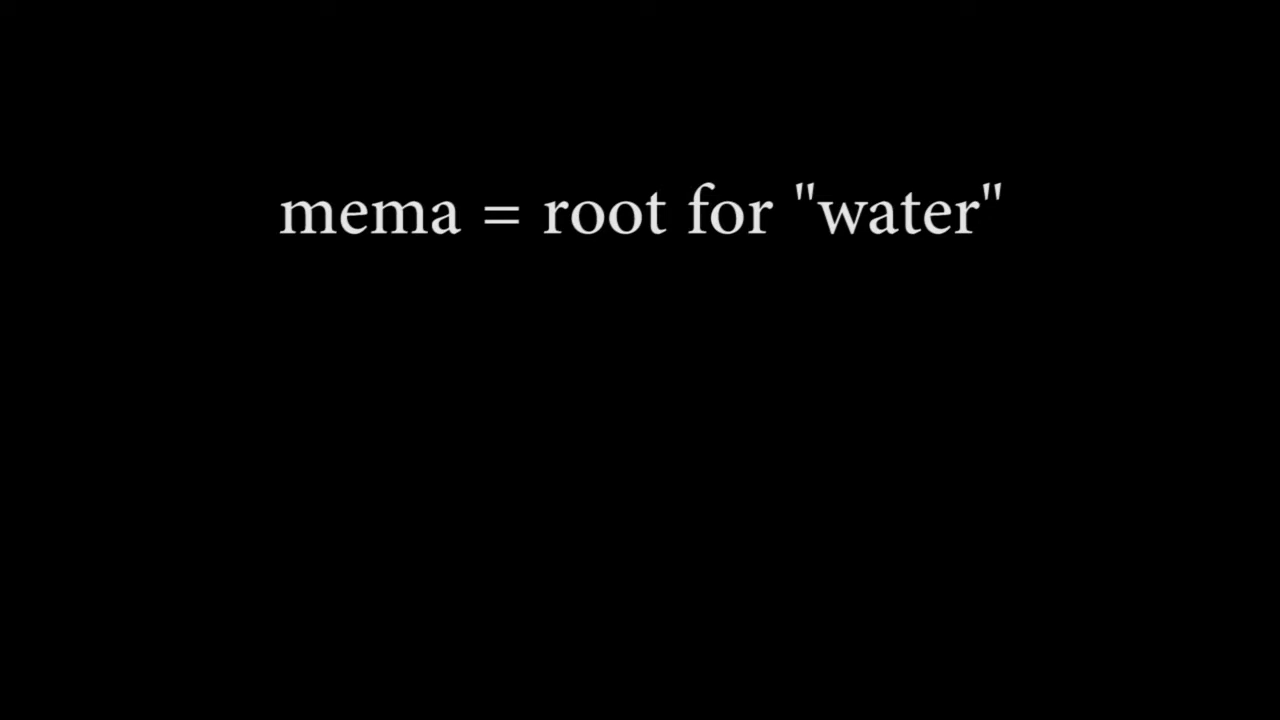 mema = root for "water"